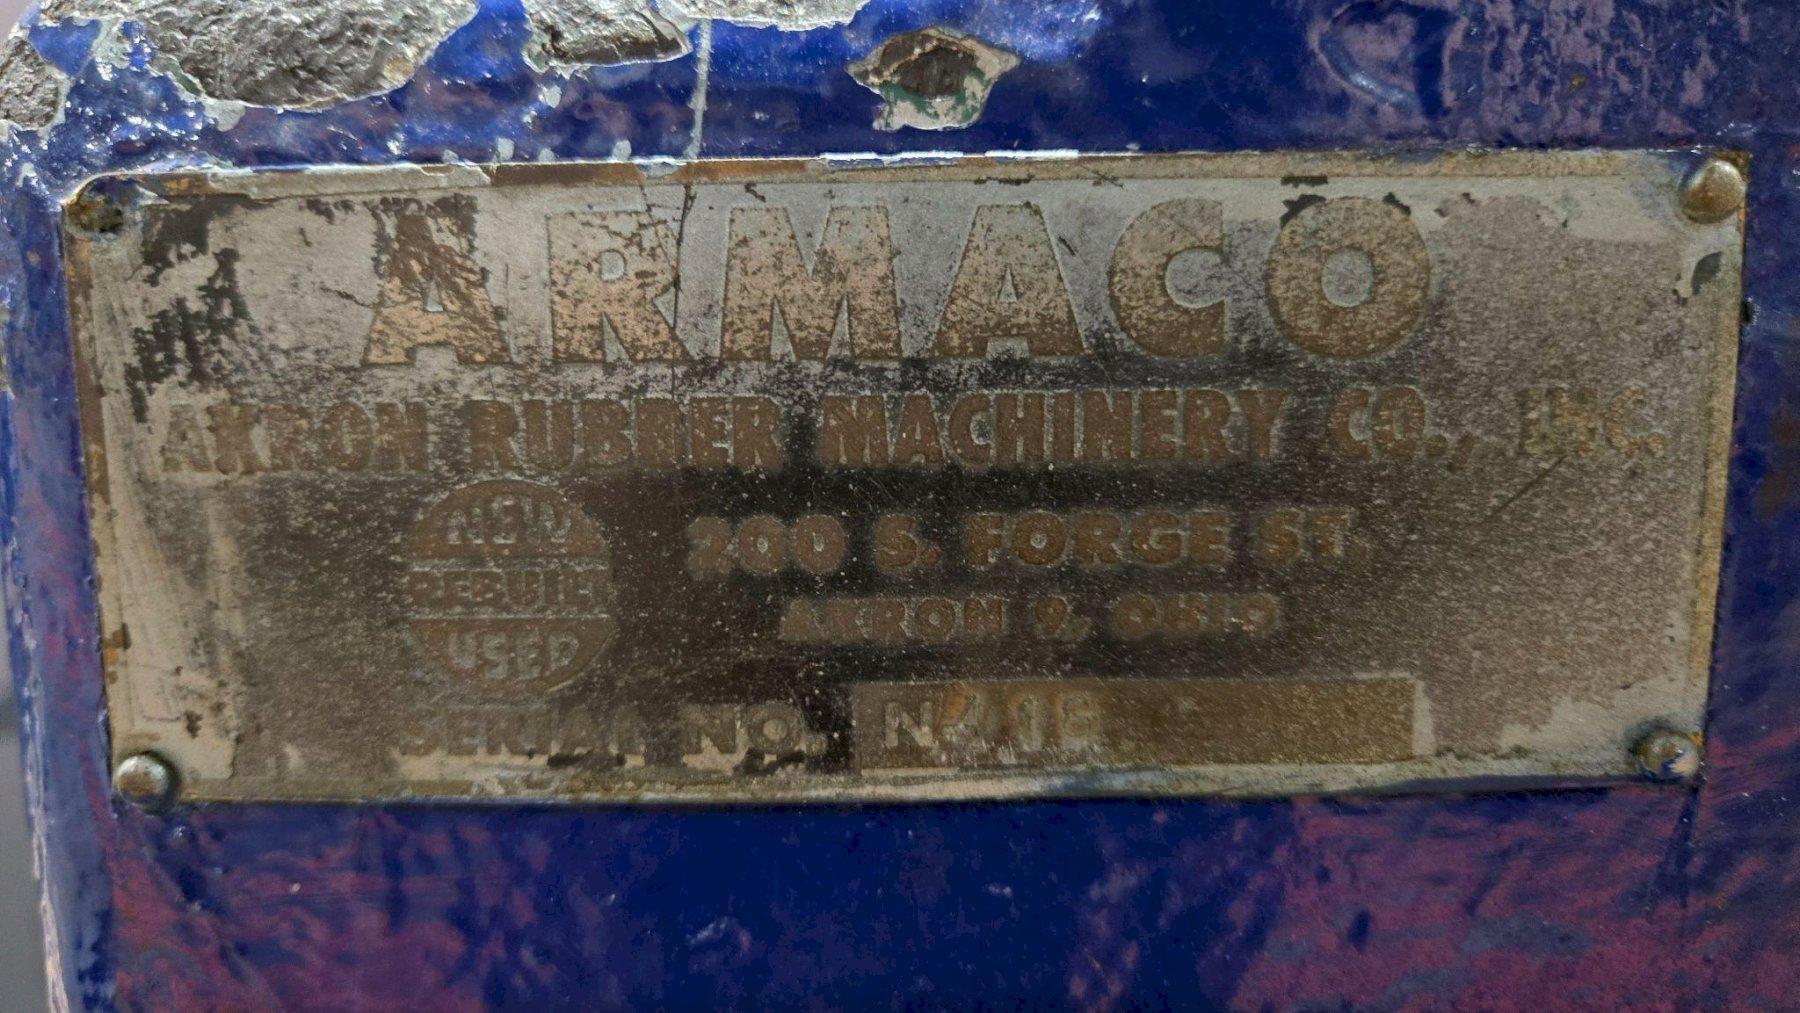 ARMACO
AKRON RUBBER MACHINERY CO., INC.
NEW
REBUILT
USED
200 S. FORGE ST.
AKRON 9, OHIO
SERIAL NO.